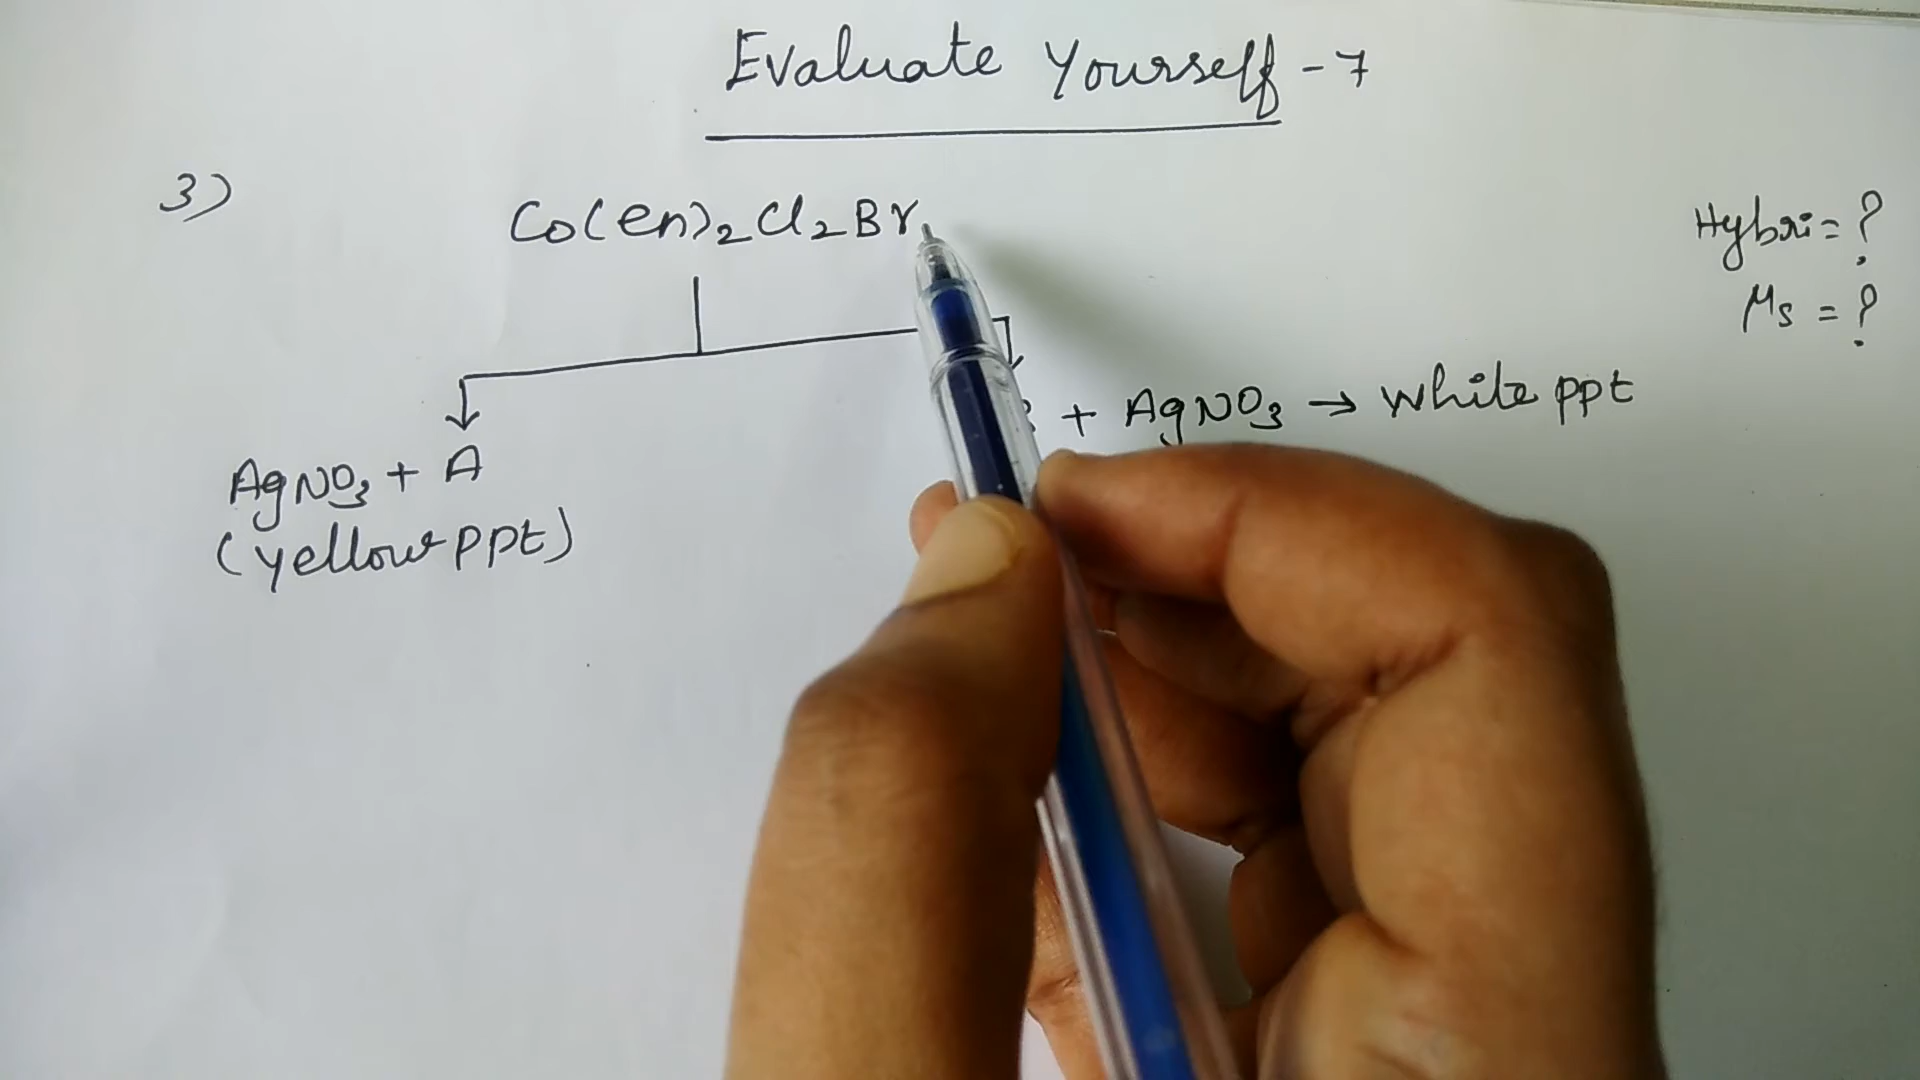 Evaluate Yourself - 7
3)
Co(en)₂Cl₂Br
Hybri = ?
μs = ?
+ AgNO₃ → White ppt
AgNO₃ + A
(yellow ppt)